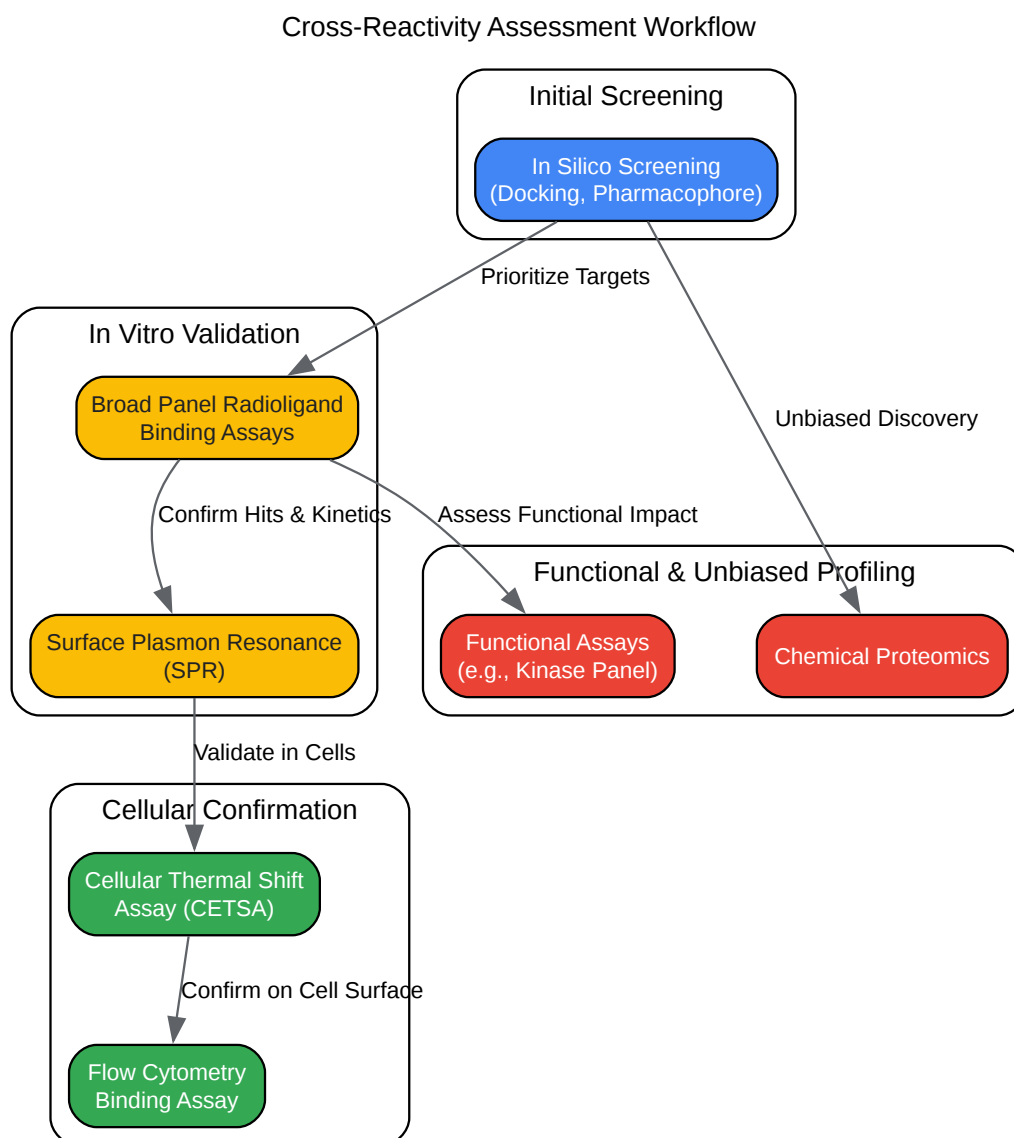 Cross-Reactivity Assessment Workflow
Initial Screening
In Silico Screening
(Docking, Pharmacophore)
Prioritize Targets
In Vitro Validation
Broad Panel Radioligand
Binding Assays
Unbiased Discovery
Confirm Hits & Kinetics
Assess Functional Impact
Functional & Unbiased Profiling
Surface Plasmon Resonance
(SPR)
Functional Assays
(e.g., Kinase Panel)
Chemical Proteomics
Validate in Cells
Cellular Confirmation
Cellular Thermal Shift
Assay (CETSA)
Confirm on Cell Surface
Flow Cytometry
Binding Assay